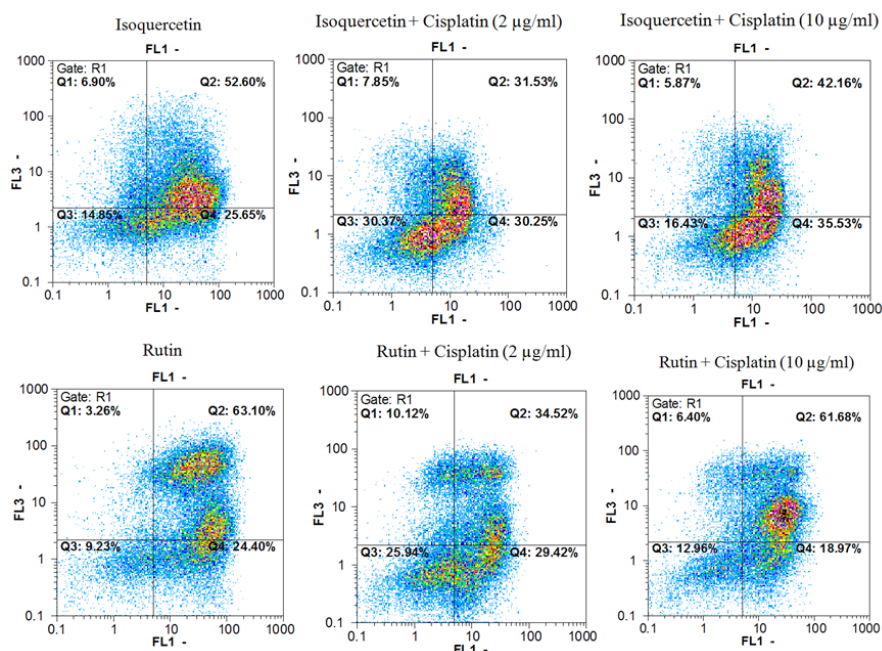 Isoquercetin
FL1 -
Gate: R1
Q1: 6.90%
Q2: 52.60%
Q3: 14.85%
Q4: 25.65%
FL3 -
1000
100
10
1
0.1
0.1
1
10
100
1000
FL1 -
Isoquercetin + Cisplatin (2 µg/ml)
FL1 -
Gate: R1
Q1: 7.85%
Q2: 31.53%
Q3: 30.37%
Q4: 30.25%
FL3 -
1000
100
10
1
0.1
0.1
1
10
100
1000
FL1 -
Isoquercetin + Cisplatin (10 µg/ml)
FL1 -
Gate: R1
Q1: 5.87%
Q2: 42.16%
Q3: 16.43%
Q4: 35.53%
FL3 -
1000
100
10
1
0.1
0.1
1
10
100
1000
FL1 -
Rutin
FL1 -
Gate: R1
Q1: 3.26%
Q2: 63.10%
Q3: 9.23%
Q4: 24.40%
FL3 -
1000
100
10
1
0.1
0.1
1
10
100
1000
FL1 -
Rutin + Cisplatin (2 µg/ml)
FL1 -
Gate: R1
Q1: 10.12%
Q2: 34.52%
Q3: 25.94%
Q4: 29.42%
FL3 -
1000
100
10
1
0.1
0.1
1
10
100
1000
FL1 -
Rutin + Cisplatin (10 µg/ml)
FL1 -
Gate: R1
Q1: 6.40%
Q2: 61.68%
Q3: 12.96%
Q4: 18.97%
FL3 -
1000
100
10
1
0.1
0.1
1
10
100
1000
FL1 -